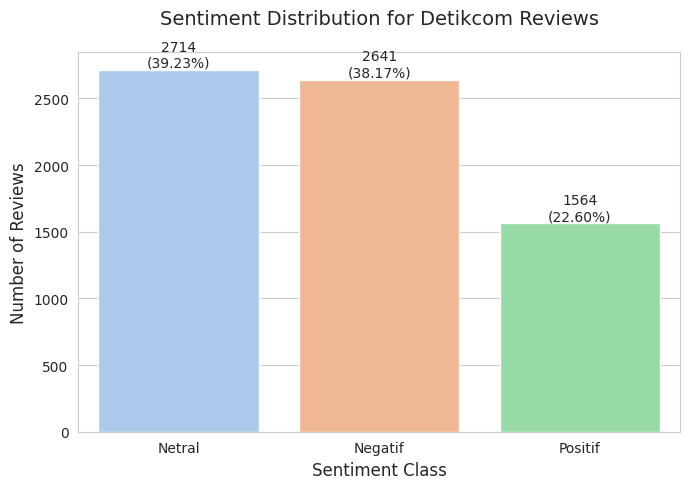 Sentiment Distribution for Detikcom Reviews
2714
(39.23%)
2641
(38.17%)
1564
(22.60%)
Number of Reviews
2500
2000
1500
1000
500
0
Netral
Negatif
Positif
Sentiment Class